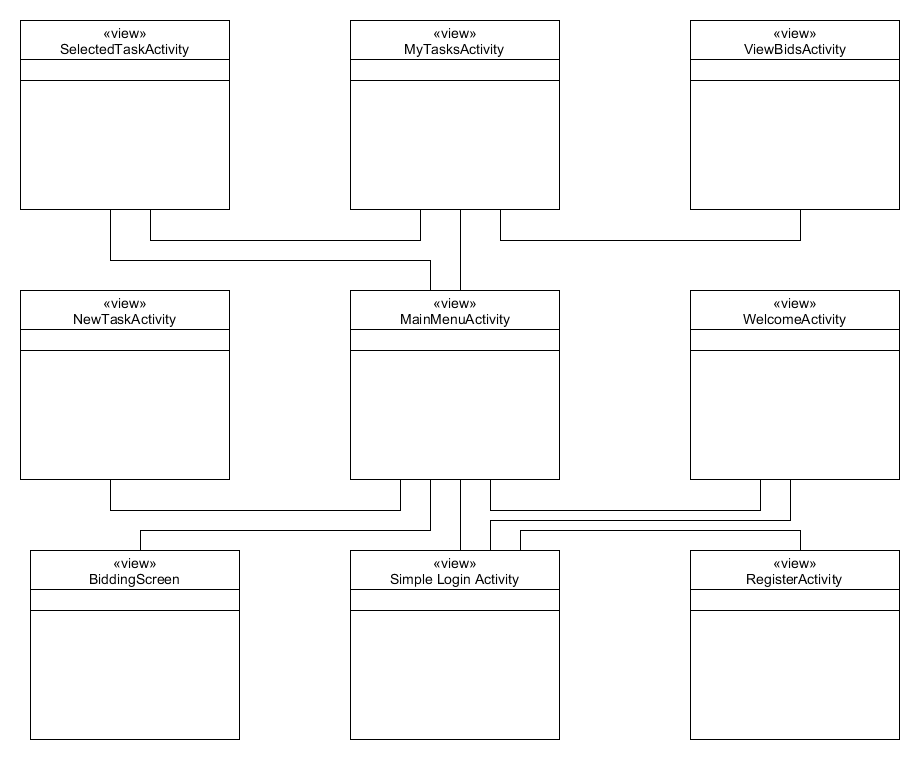 «view»
SelectedTaskActivity
«view»
MyTasksActivity
«view»
ViewBidsActivity
«view»
NewTaskActivity
«view»
MainMenuActivity
«view»
WelcomeActivity
«view»
BiddingScreen
«view»
Simple Login Activity
«view»
RegisterActivity